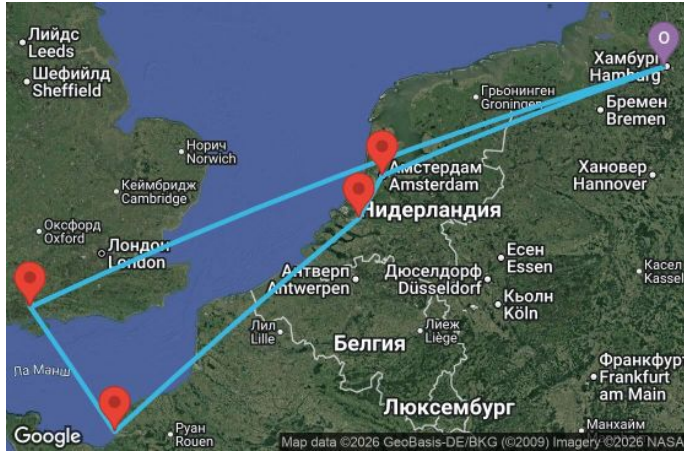 Лийдс
Leeds
Шефийлд
Sheffield
O
Хамбург
Hamburg
Грьонинген
Groningen
Бремен
Bremen
Норич
Norwich
Амстердам
Amsterdam
Хановер
Hannover
Кеймбридж
Cambridge
Нидерландия
Оксфорд
Oxford
Лондон
London
Есен
Essen
Антверп
Antwerpen
Дюселдорф
Düsseldorf
Касел
Kassel
Кьолн
Köln
Лил
Lille
Белгия
Лиеж
Liège
Ла Манш
Франкфурт
Frankfurt
am Main
Люксембург
Руан
Rouen
Манхайм
Google
Map data ©2026 GeoBasis-DE/BKG (©2009) Imagery ©2026 NASA